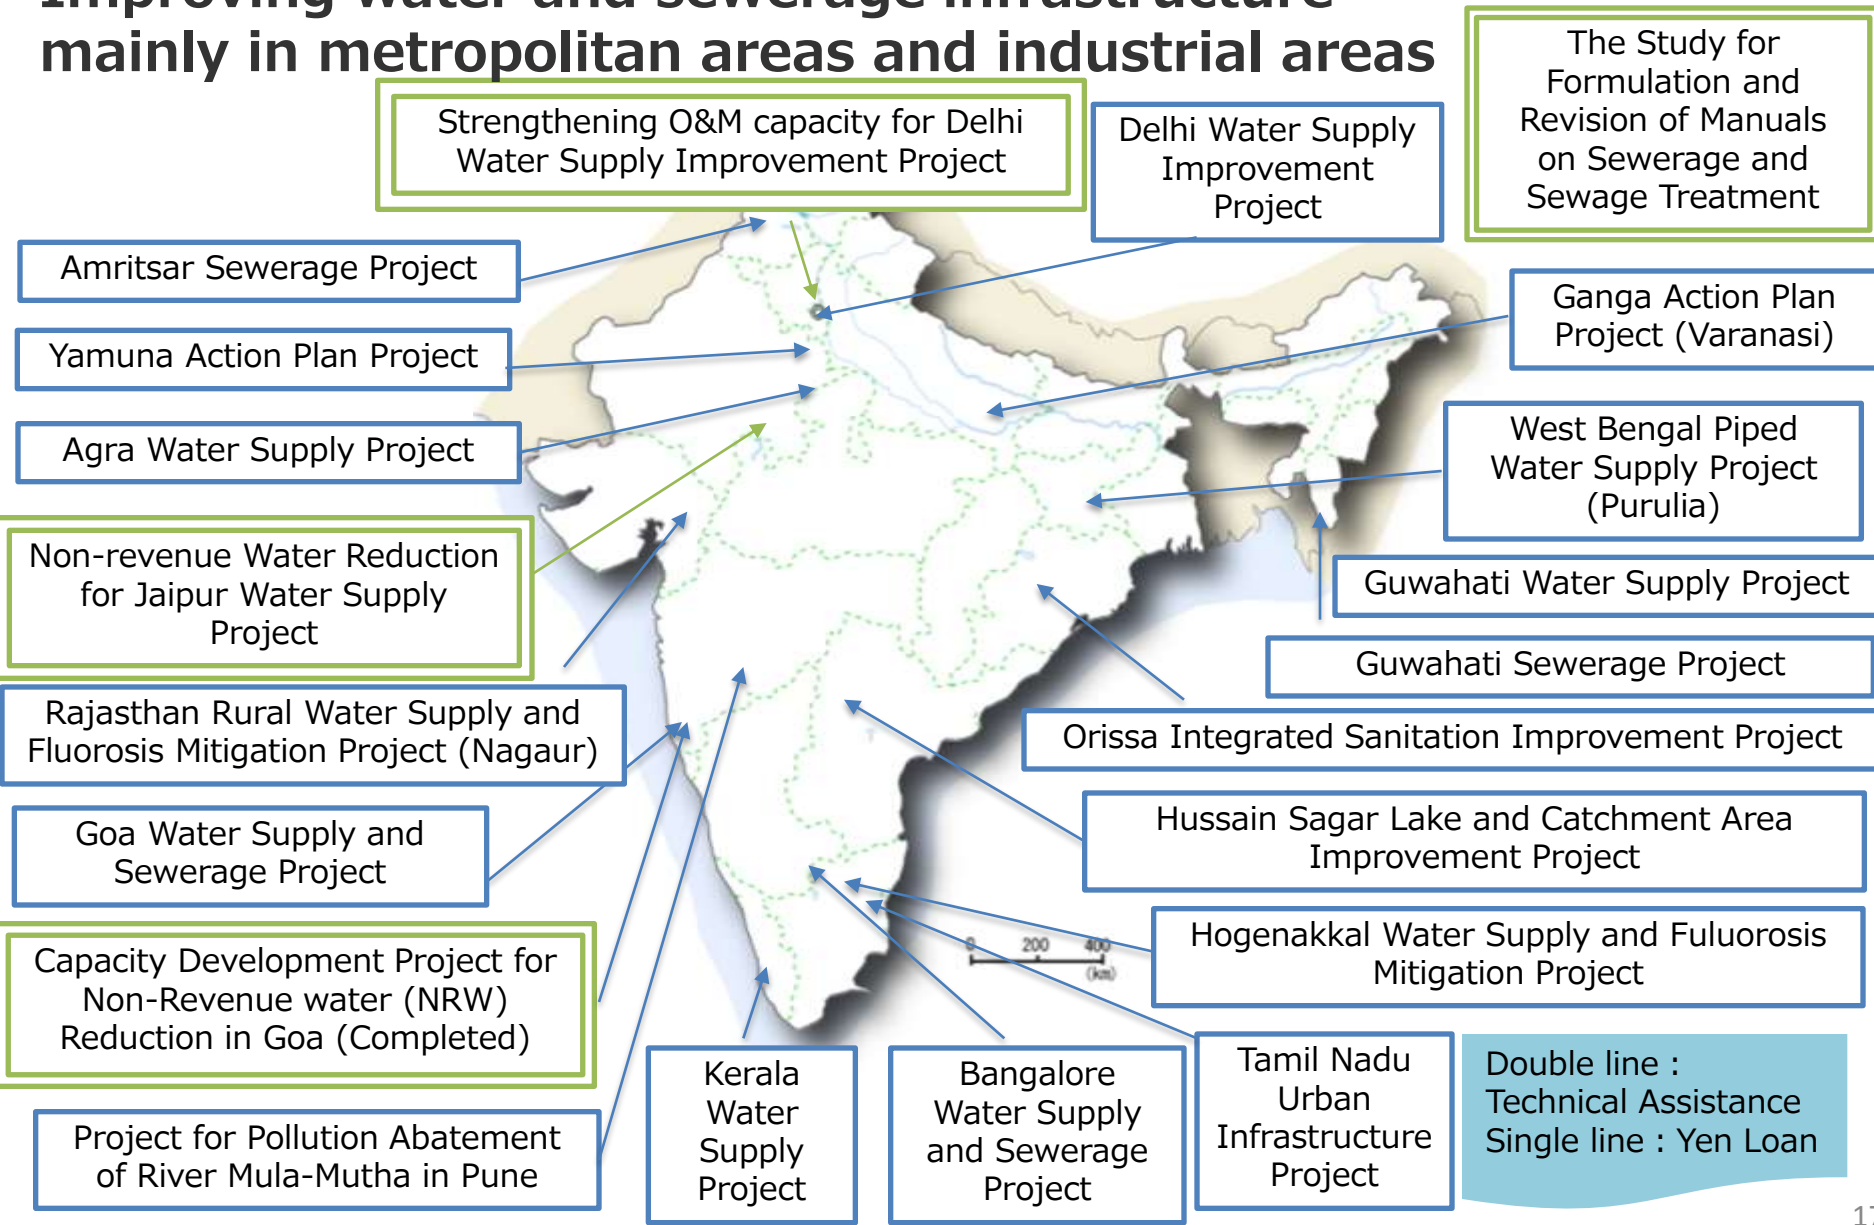 Improving water and sewerage infrastructure
mainly in metropolitan areas and industrial areas
The Study for
Formulation and
Revision of Manuals
on Sewerage and
Sewage Treatment
Strengthening O&M capacity for Delhi
Water Supply Improvement Project
Delhi Water Supply
Improvement
Project
Amritsar Sewerage Project
Ganga Action Plan
Project (Varanasi)
Yamuna Action Plan Project
Agra Water Supply Project
West Bengal Piped
Water Supply Project
(Purulia)
Non-revenue Water Reduction
for Jaipur Water Supply
Project
Guwahati Water Supply Project
Guwahati Sewerage Project
Rajasthan Rural Water Supply and
Fluorosis Mitigation Project (Nagaur)
Orissa Integrated Sanitation Improvement Project
Goa Water Supply and
Sewerage Project
Hussain Sagar Lake and Catchment Area
Improvement Project
Capacity Development Project for
Non-Revenue water (NRW)
Reduction in Goa (Completed)
Hogenakkal Water Supply and Fuluorosis
Mitigation Project
0 200 400
(km)
Project for Pollution Abatement
of River Mula-Mutha in Pune
Kerala
Water
Supply
Project
Bangalore
Water Supply
and Sewerage
Project
Tamil Nadu
Urban
Infrastructure
Project
Double line :
Technical Assistance
Single line : Yen Loan